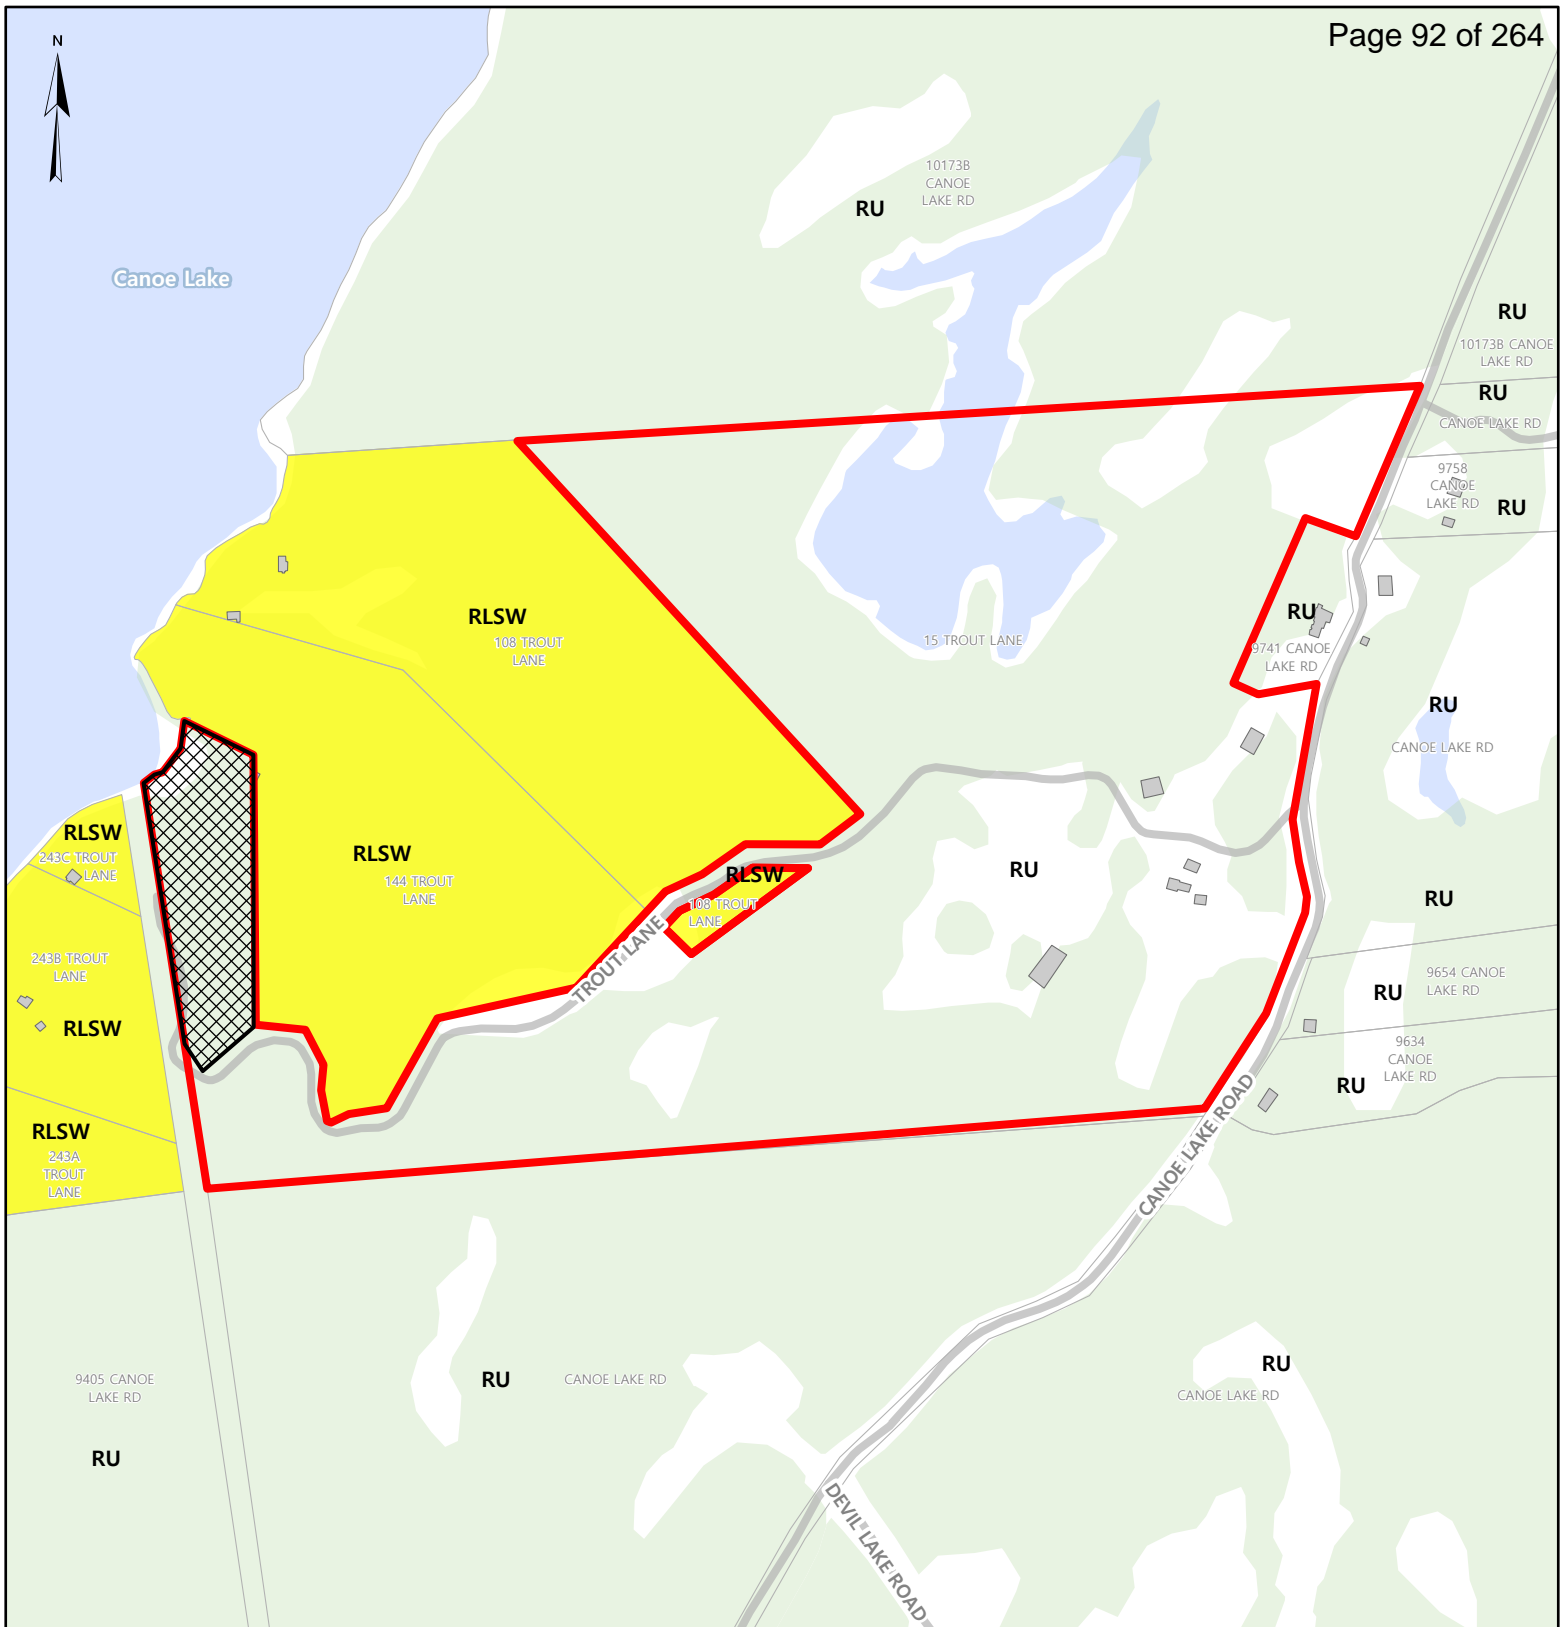 Page 92 of 264
N
10173B
CANOE
LAKE RD
RU
Canoe Lake
RU
10173B CANOE
LAKE RD
RU
CANOE LAKE RD
9758
CANOE
LAKE RD
RU
RLSW
108 TROUT
LANE
15 TROUT LANE
RU
9741 CANOE
LAKE RD
RU
CANOE LAKE RD
RLSW
243C TROUT
LANE
RLSW
144 TROUT
LANE
RLSW
108 TROUT
LANE
RU
RU
TROUT LANE
243B TROUT
LANE
RLSW
9654 CANOE
LAKE RD
RU
9634
CANOE
LAKE RD
RU
RLSW
243A
TROUT
LANE
CANOE LAKE ROAD
9405 CANOE
LAKE RD
RU
RU
CANOE LAKE RD
RU
CANOE LAKE RD
DEVIL LAKE ROAD